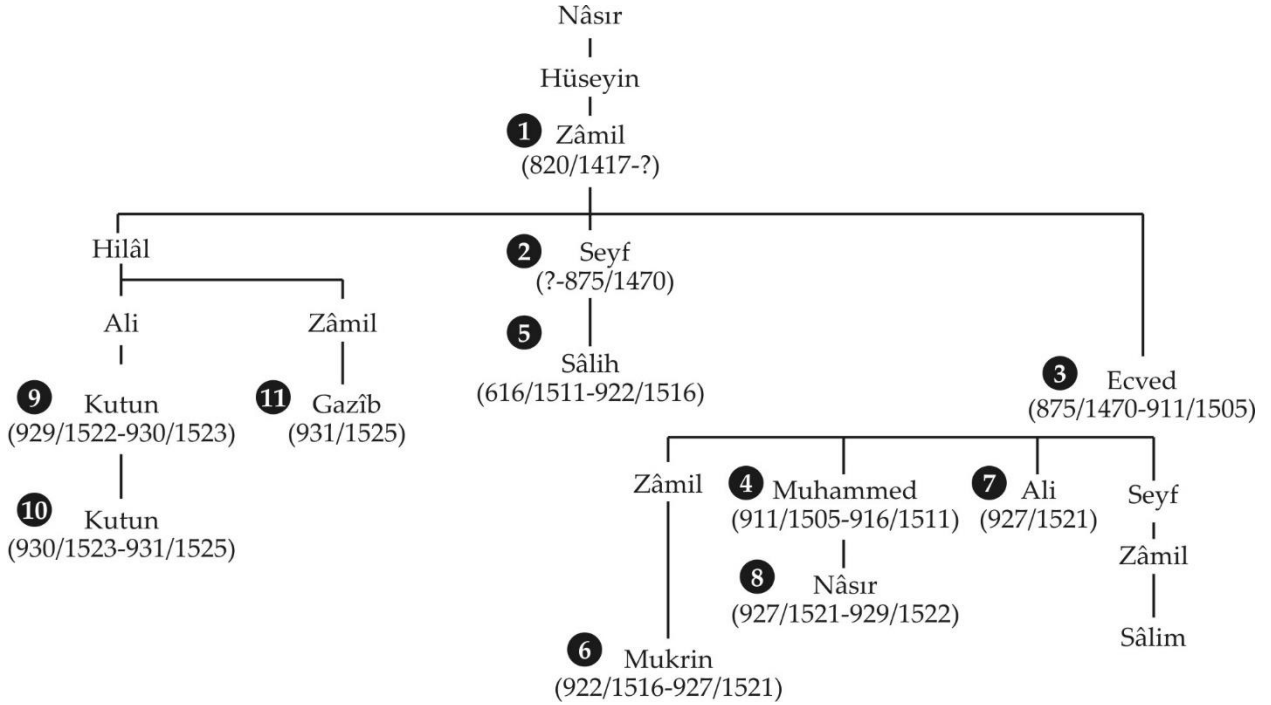 Nâsır
Hüseyin
1 Zâmil
(820/1417-?)
Hilâl
2 Seyf
(?-875/1470)
Ali
Zâmil
5 Sâlih
(616/1511-922/1516)
3 Ecved
(875/1470-911/1505)
9 Kutun
(929/1522-930/1523)
11 Gazîb
(931/1525)
10 Kutun
(930/1523-931/1525)
Zâmil
4 Muhammed
(911/1505-916/1511)
7 Ali
(927/1521)
Seyf
Zâmil
8 Nâsır
(927/1521-929/1522)
Sâlim
6 Mukrin
(922/1516-927/1521)